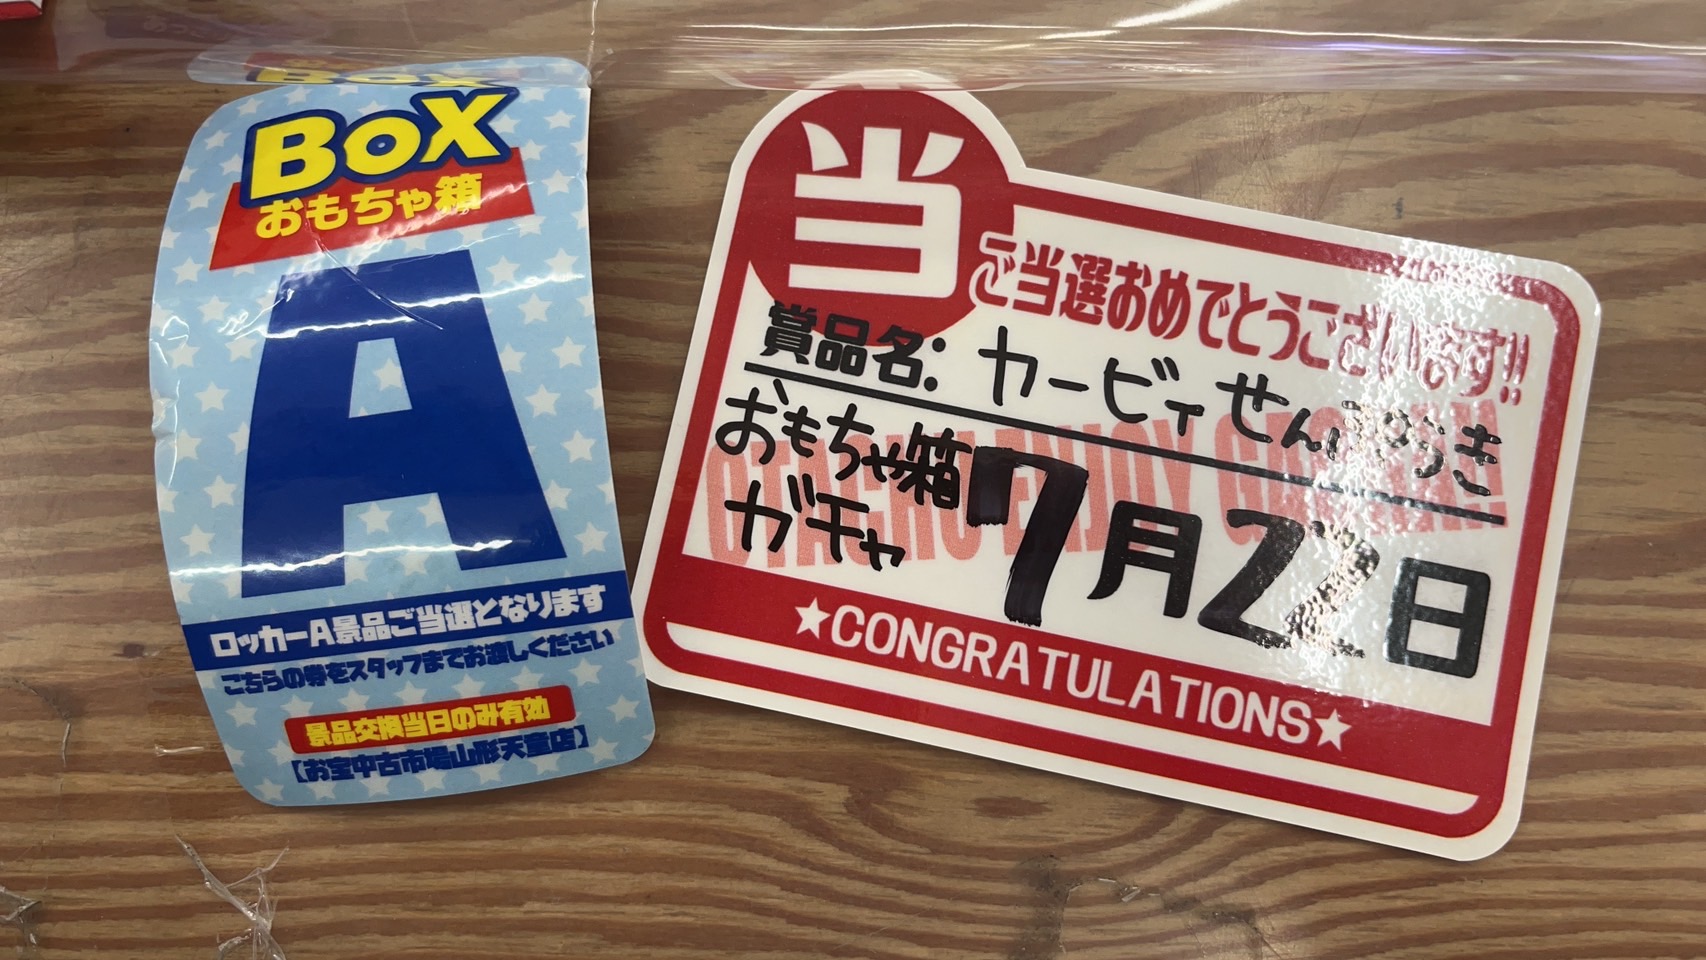 BOX
おもちゃ箱
A
ロッカーA景品ご当選となります
こちらの券をスタッフまでお渡しください
景品交換当日のみ有効
【お宝中古市場山形天童店】
当
ご当選おめでとうございます!!
賞品名: カービィせんぷうき
おもちゃ箱
ガチャ
7月22日
OTACHU ENJOY
★CONGRATULATIONS★